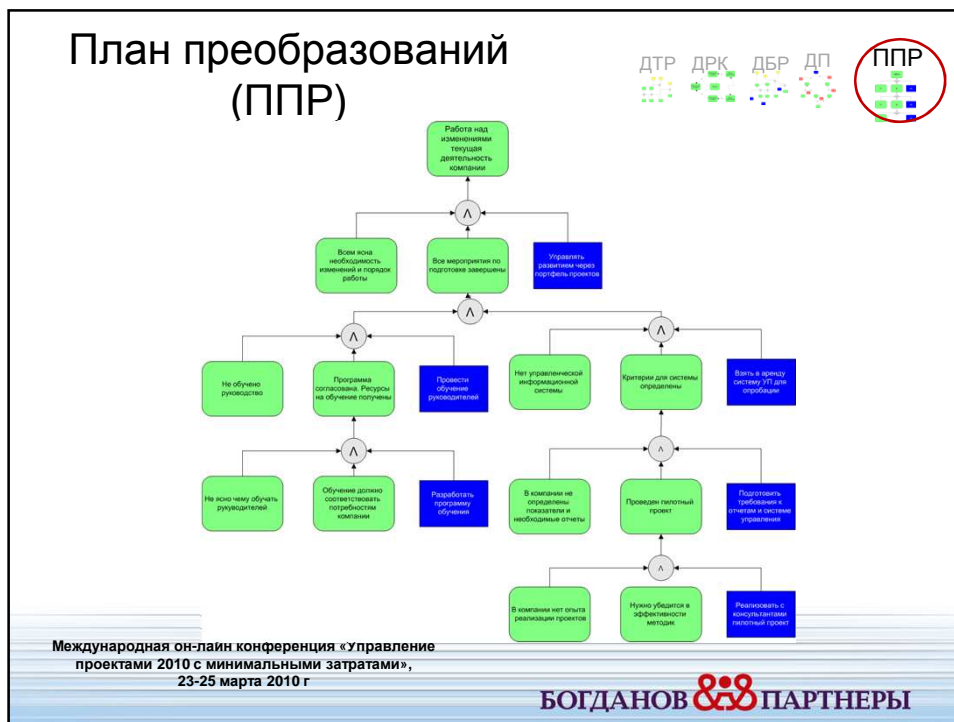 План преобразований
(ППР)
ДТР ДРК ДБР ДП ППР
Работа над
изменениями
текущая
деятельность
компании
Λ
Всем ясна
необходимость
изменений и порядок
работы
Все мероприятия по
подготовке завершены
Управлять
развитием через
портфель проектов
Λ
Λ
Λ
Не обучено
руководство
Программа
согласована. Ресурсы
на обучение получены
Провести
обучение
руководителей
Нет управленческой
информационной
системы
Критерии для системы
определены
Взять в аренду
систему УП для
опробации
Λ
Λ
Не ясно чему обучать
рукуводителей
Обучение должно
соответствовать
потребностям
компании
Разработать
программу
обучения
В компании не
определены
показатели и
необходимые отчеты
Проведен пилотный
проект
Подготовить
требования к
отчетам и системе
управления
Λ
В компании нет опыта
реализации проектов
Нужно убедится в
эффективности
методик
Реализовать с
консультантами
пилотный проект
Международная он-лайн конференция «Управление
проектами 2010 с минимальными затратами»,
23-25 марта 2010 г
БОГДАНОВ ПАРТНЕРЫ